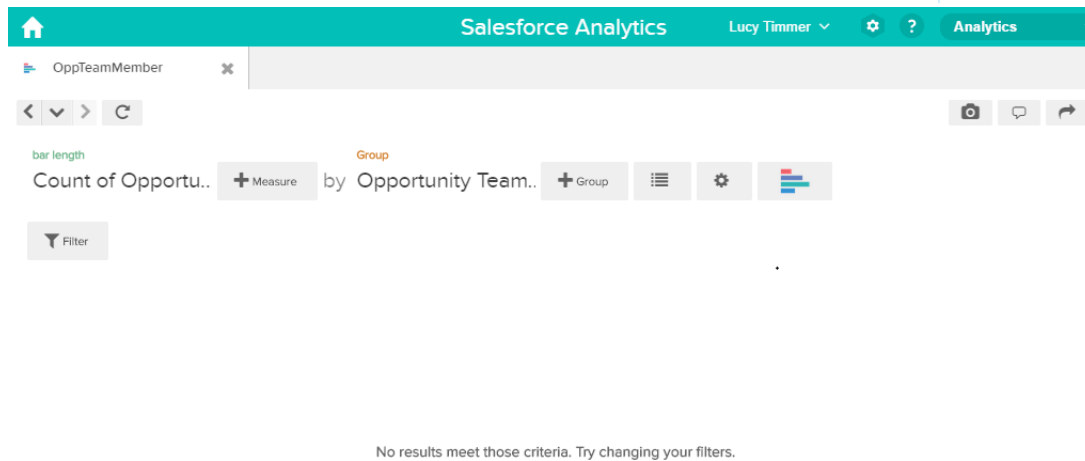 Salesforce Analytics Lucy Timmer ? Analytics
OppTeamMember
bar length Group
Count of Opportu.. + Measure by Opportunity Team.. + Group
Filter
No results meet those criteria. Try changing your filters.